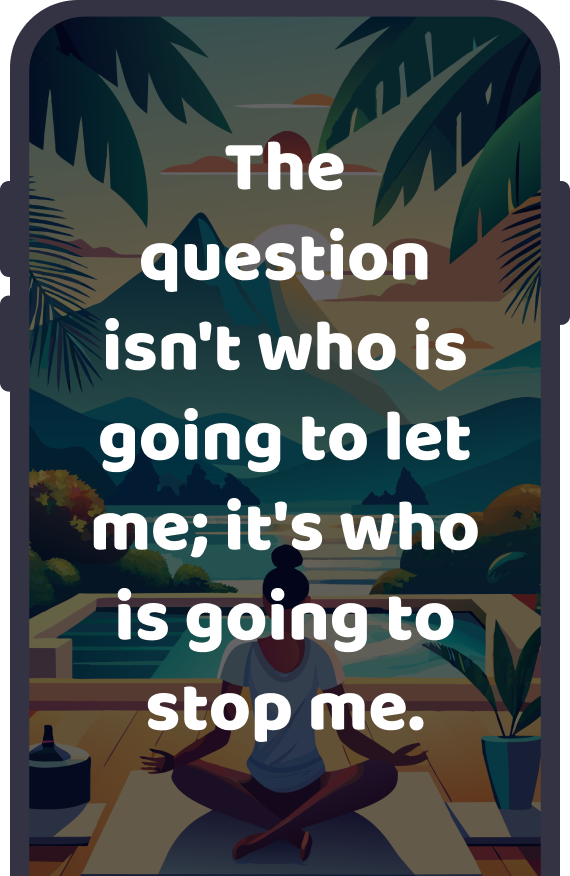 The
question
isn't who is
going to let
me; it's who
is going to
stop me.